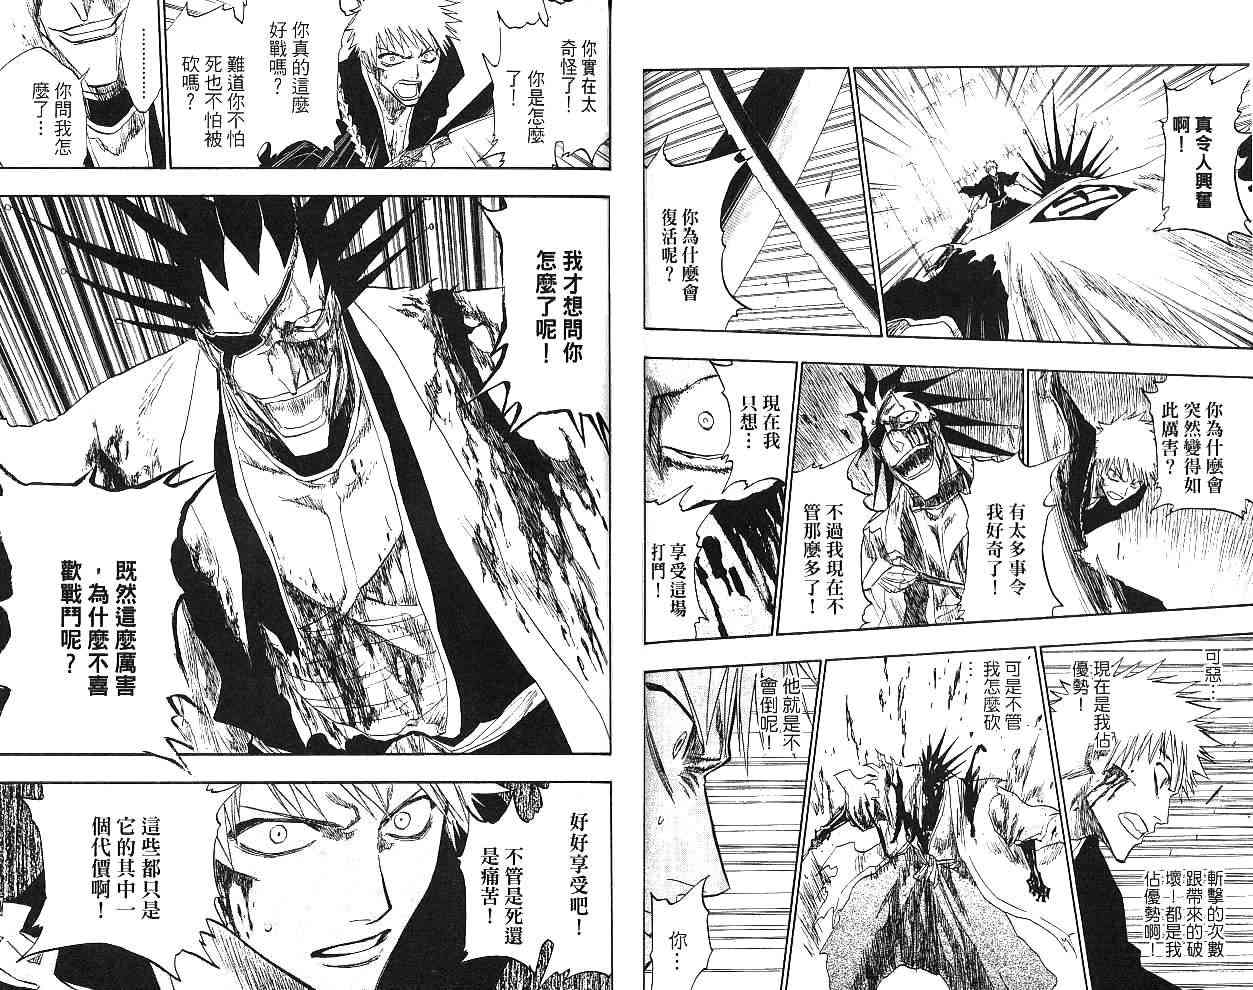 真令人興奮
啊！
你為什麼會
復活呢？
你為什麼會
突然變得如
此厲害？
有太多事令
我好奇了！
不過我現在不
管那麼多了！
現在我
只想…
享受這場
打鬥！
可惡…
現在是我佔
優勢！
斬擊的次數
跟帶來的破
壞！都是我
佔優勢啊！
可是不管
我怎麼砍
他就是不
會倒呢！
你…
你實在太
奇怪了！
你是怎麼
了！
你真的這麼
好戰嗎？
難道你不怕
死也不怕被
砍嗎？
………
你問我怎
麼了…
我才想問你
怎麼了呢！
既然這麼厲害
，為什麼不喜
歡戰鬥呢？
好好享受吧！
不管是死還
是痛苦！
這些都只是
它的其中一
個代價啊！